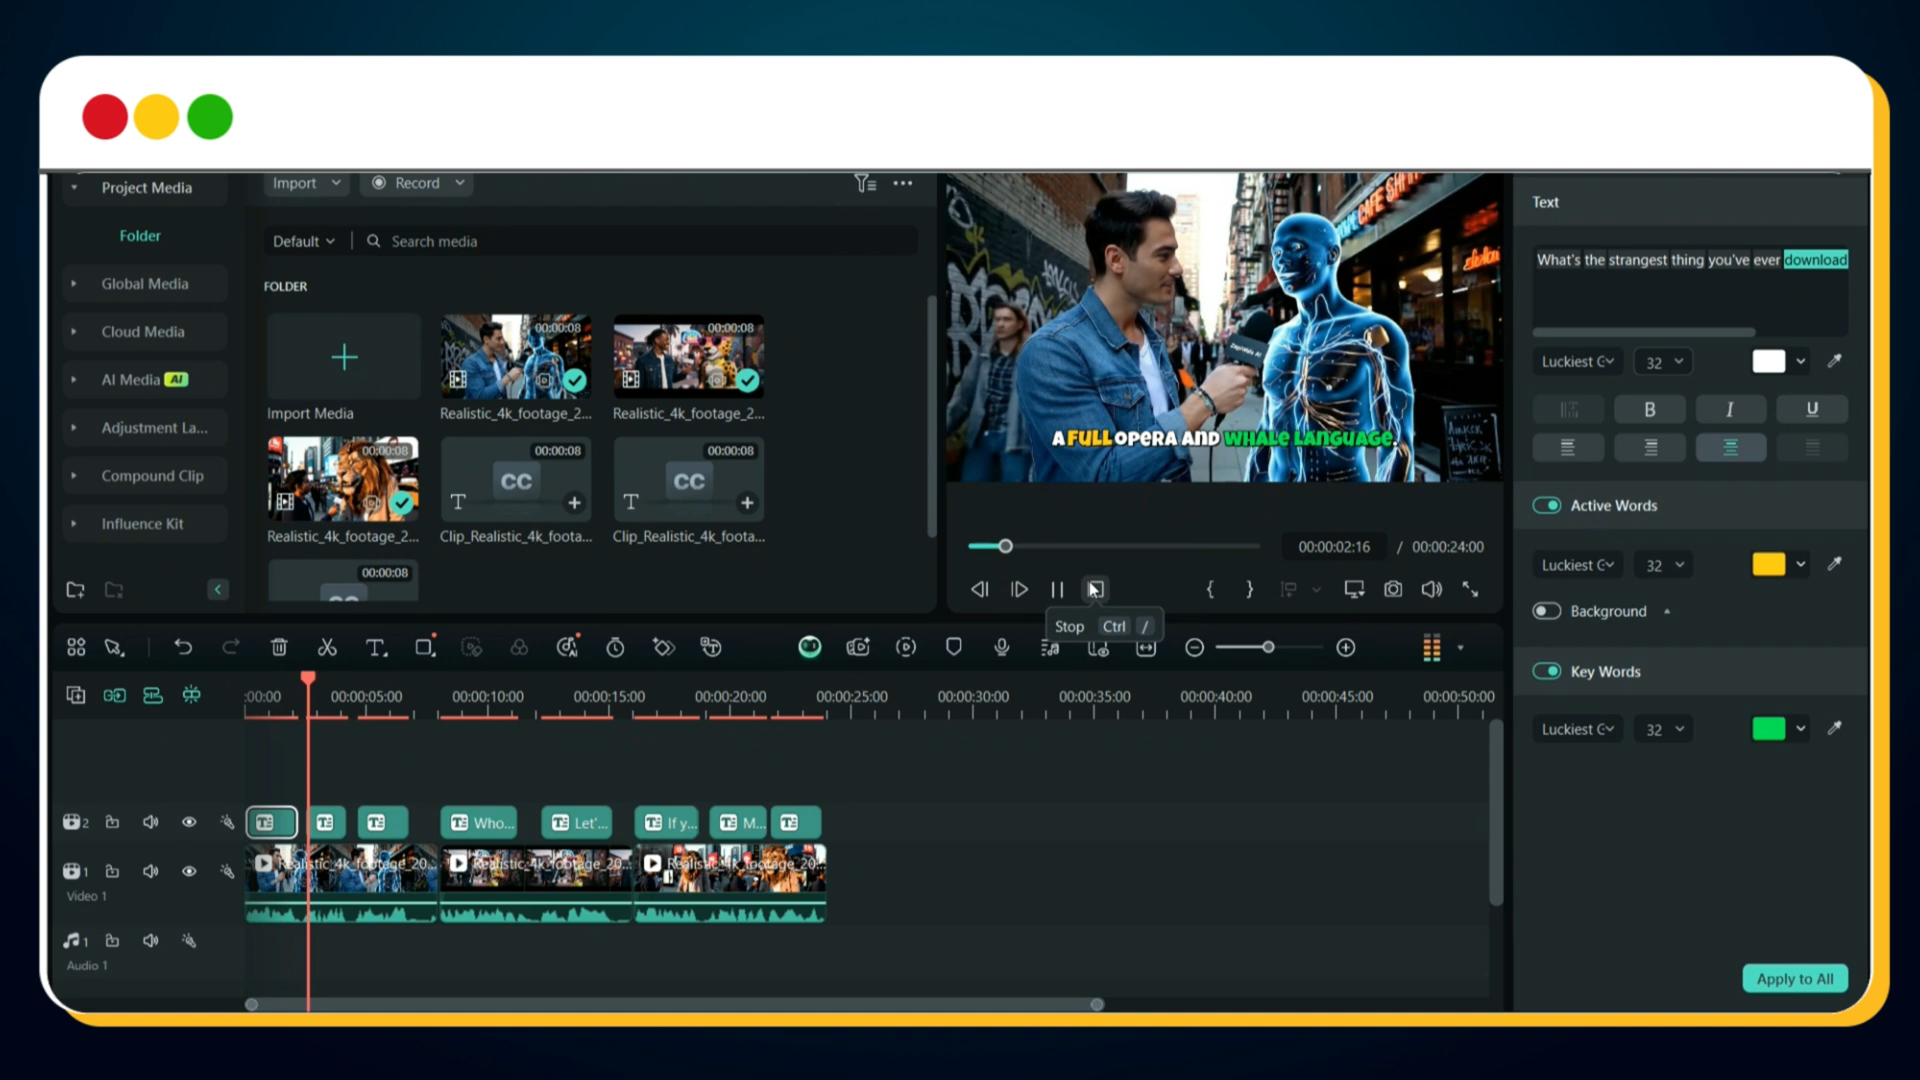 Project Media
Import
Record
Folder
Default
Search media
Global Media
FOLDER
Cloud Media
AI Media AI
Adjustment La...
Compound Clip
Influence Kit
00:00:08
00:00:08
Import Media
Realistic_4k_footage_2...
Realistic_4k_footage_2...
00:00:08
00:00:08
00:00:08
CC
CC
T
T
Realistic_4k_footage_2...
Clip_Realistic_4k_foota...
Clip_Realistic_4k_foota...
00:00:08
CAFE
A FULL OPERA AND WHALE LANGUAGE.
00:00:02:16 / 00:00:24:00
Stop Ctrl /
Text
What's the strangest thing you've ever download
Luckiest G
32
B
I
U
Active Words
Luckiest G
32
Background
Key Words
Luckiest G
32
Apply to All
:00:00
00:00:05:00
00:00:10:00
00:00:15:00
00:00:20:00
00:00:25:00
00:00:30:00
00:00:35:00
00:00:40:00
00:00:45:00
00:00:50:00
2
Who...
Let'...
If y...
M...
1
Realistic_4k_footage_20...
Realistic_4k_footage_20...
Realistic_4k_footage_20...
Video 1
1
Audio 1